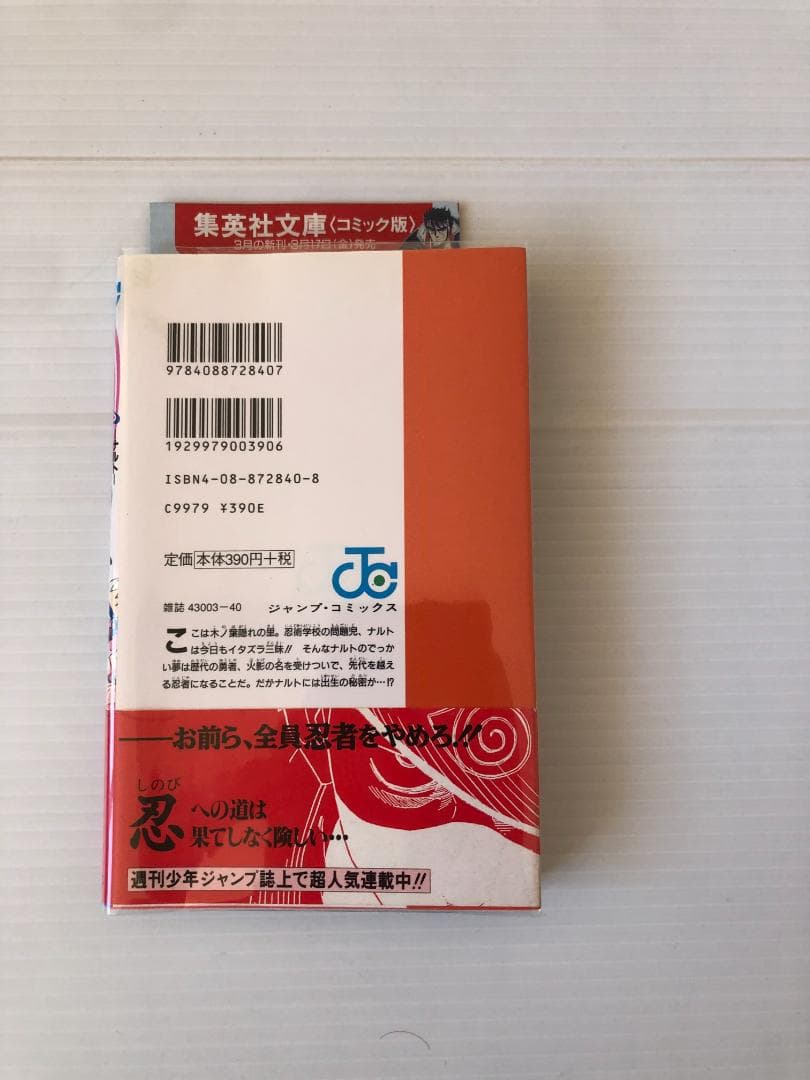 集英社文庫〈コミック版〉
3月の新刊・3月17日(金)発売
9784088728407
1929979003906
ISBN4-08-872840-8
C9979 ¥390E
定価 本体390円+税
雑誌 43003-40
ジャンプ・コミックス
ここは木ノ葉隠れの里。忍術学校の問題児、ナルト
は今日もイタズラ三昧!! そんなナルトのでっか
い夢は歴代の勇者、火影の名を受けついで、先代を越え
る忍者になることだ。だがナルトには出生の秘密が…!?
——お前ら、全員忍者をやめろ!!
しのび
忍への道は
果てしなく険しい…
週刊少年ジャンプ誌上で超人気連載中!!